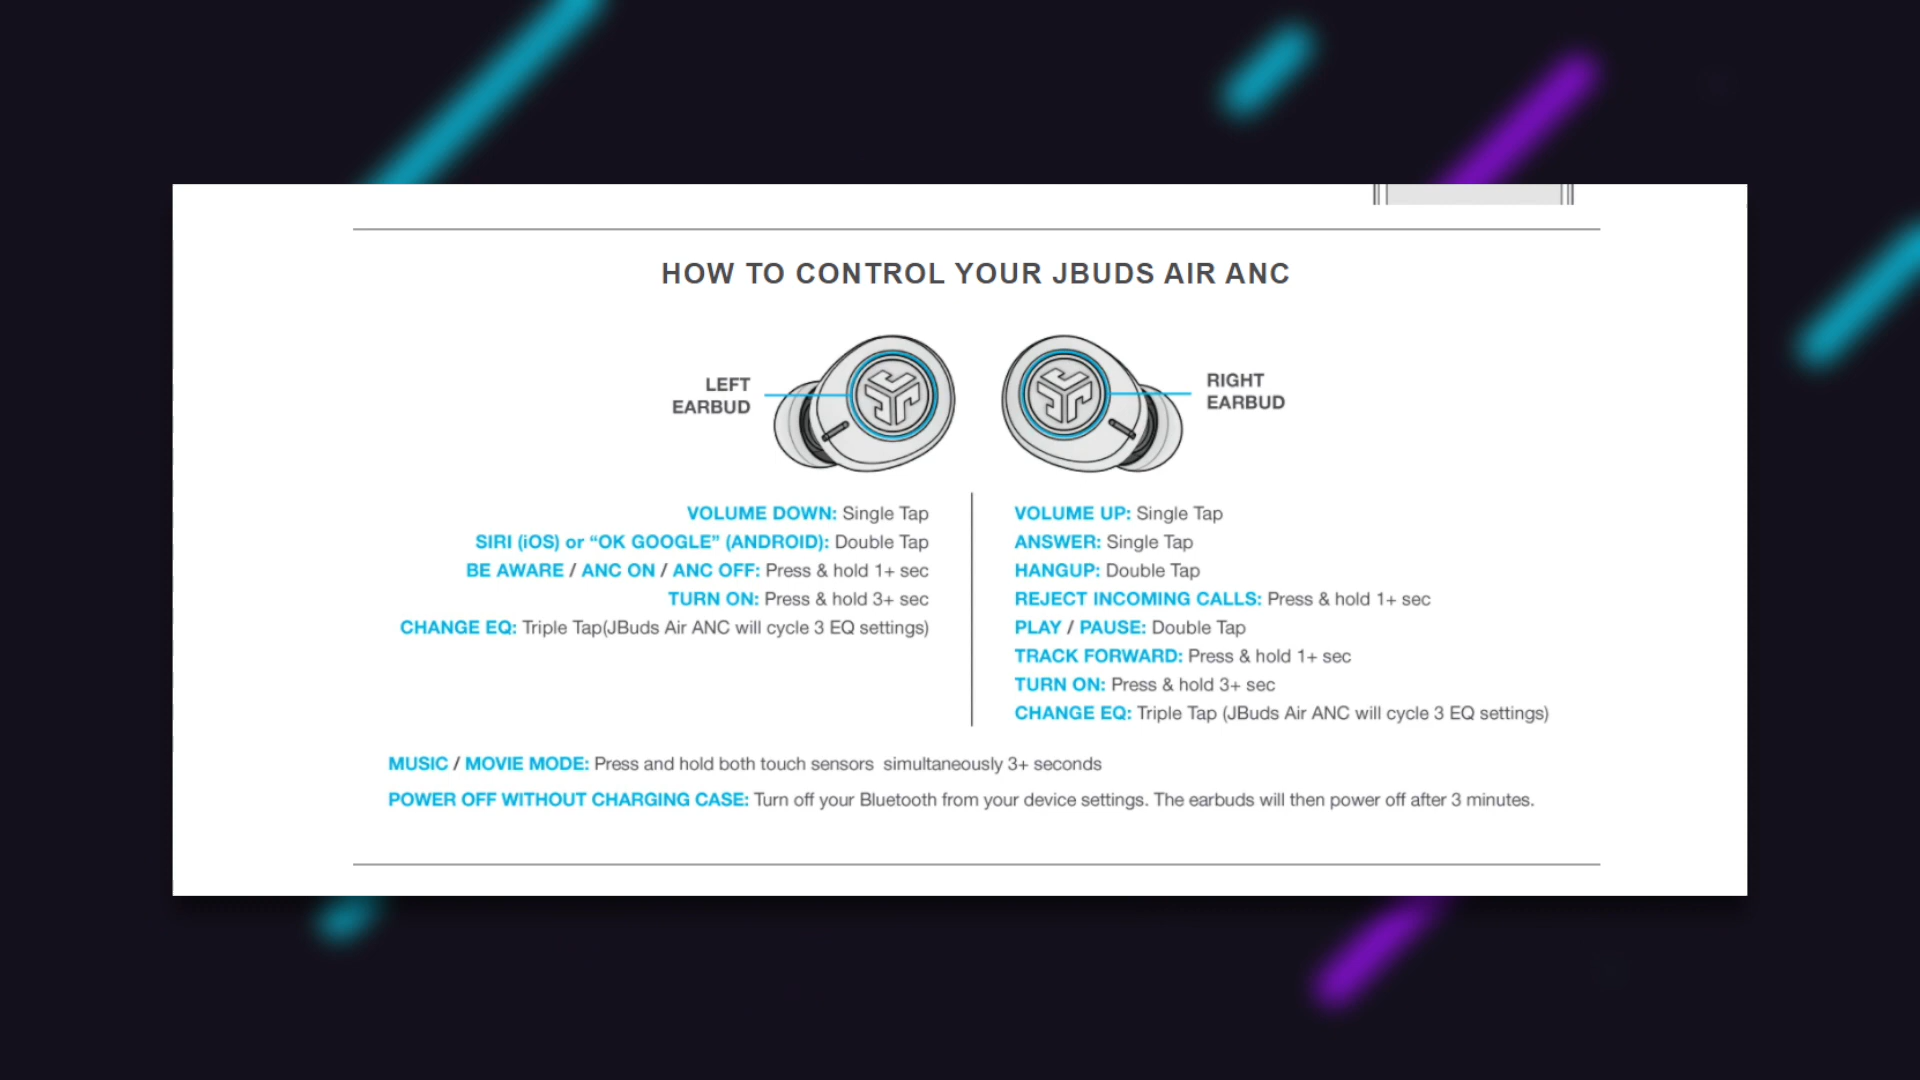 HOW TO CONTROL YOUR JBUDS AIR ANC
LEFT
EARBUD
RIGHT
EARBUD
VOLUME DOWN: Single Tap
SIRI (iOS) or “OK GOOGLE” (ANDROID): Double Tap
BE AWARE / ANC ON / ANC OFF: Press & hold 1+ sec
TURN ON: Press & hold 3+ sec
CHANGE EQ: Triple Tap(JBuds Air ANC will cycle 3 EQ settings)
VOLUME UP: Single Tap
ANSWER: Single Tap
HANGUP: Double Tap
REJECT INCOMING CALLS: Press & hold 1+ sec
PLAY / PAUSE: Double Tap
TRACK FORWARD: Press & hold 1+ sec
TURN ON: Press & hold 3+ sec
CHANGE EQ: Triple Tap (JBuds Air ANC will cycle 3 EQ settings)
MUSIC / MOVIE MODE: Press and hold both touch sensors  simultaneously 3+ seconds
POWER OFF WITHOUT CHARGING CASE: Turn off your Bluetooth from your device settings. The earbuds will then power off after 3 minutes.